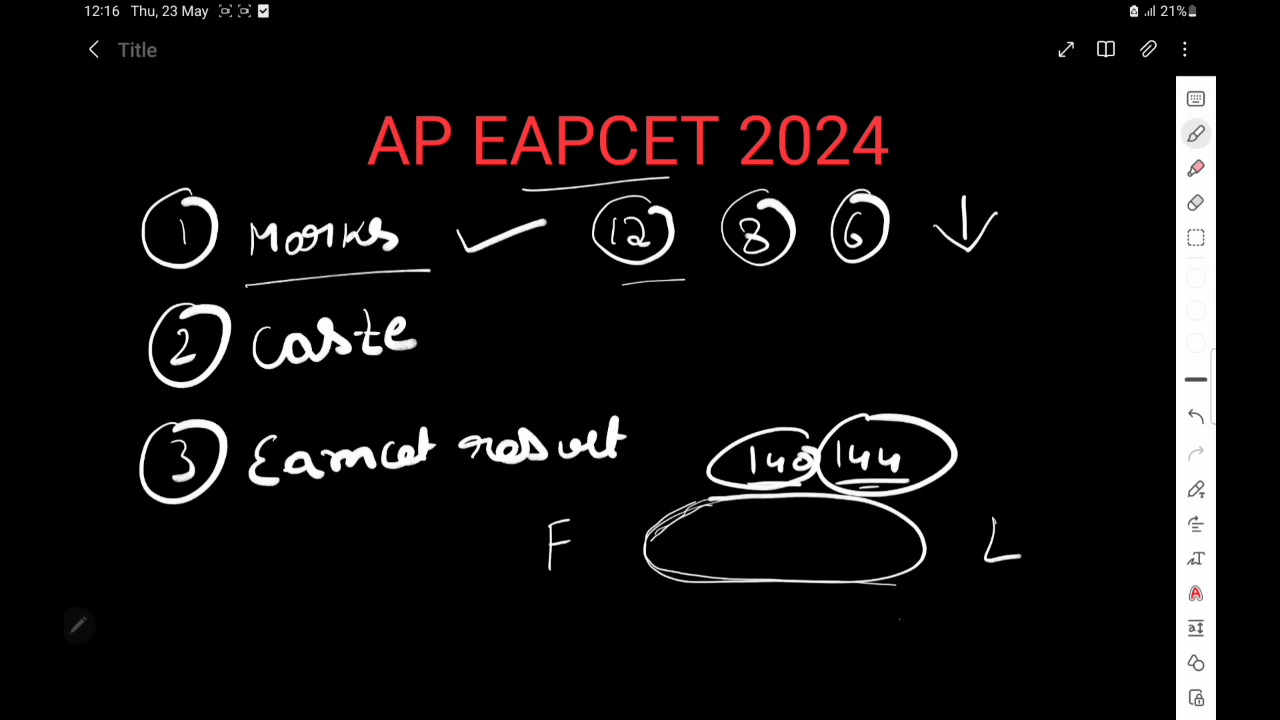 12:16 Thu, 23 May 21%
Title
AP EAPCET 2024
1 Marks 12 8 6
2 Caste
3 Eamcet result 140 144
F L